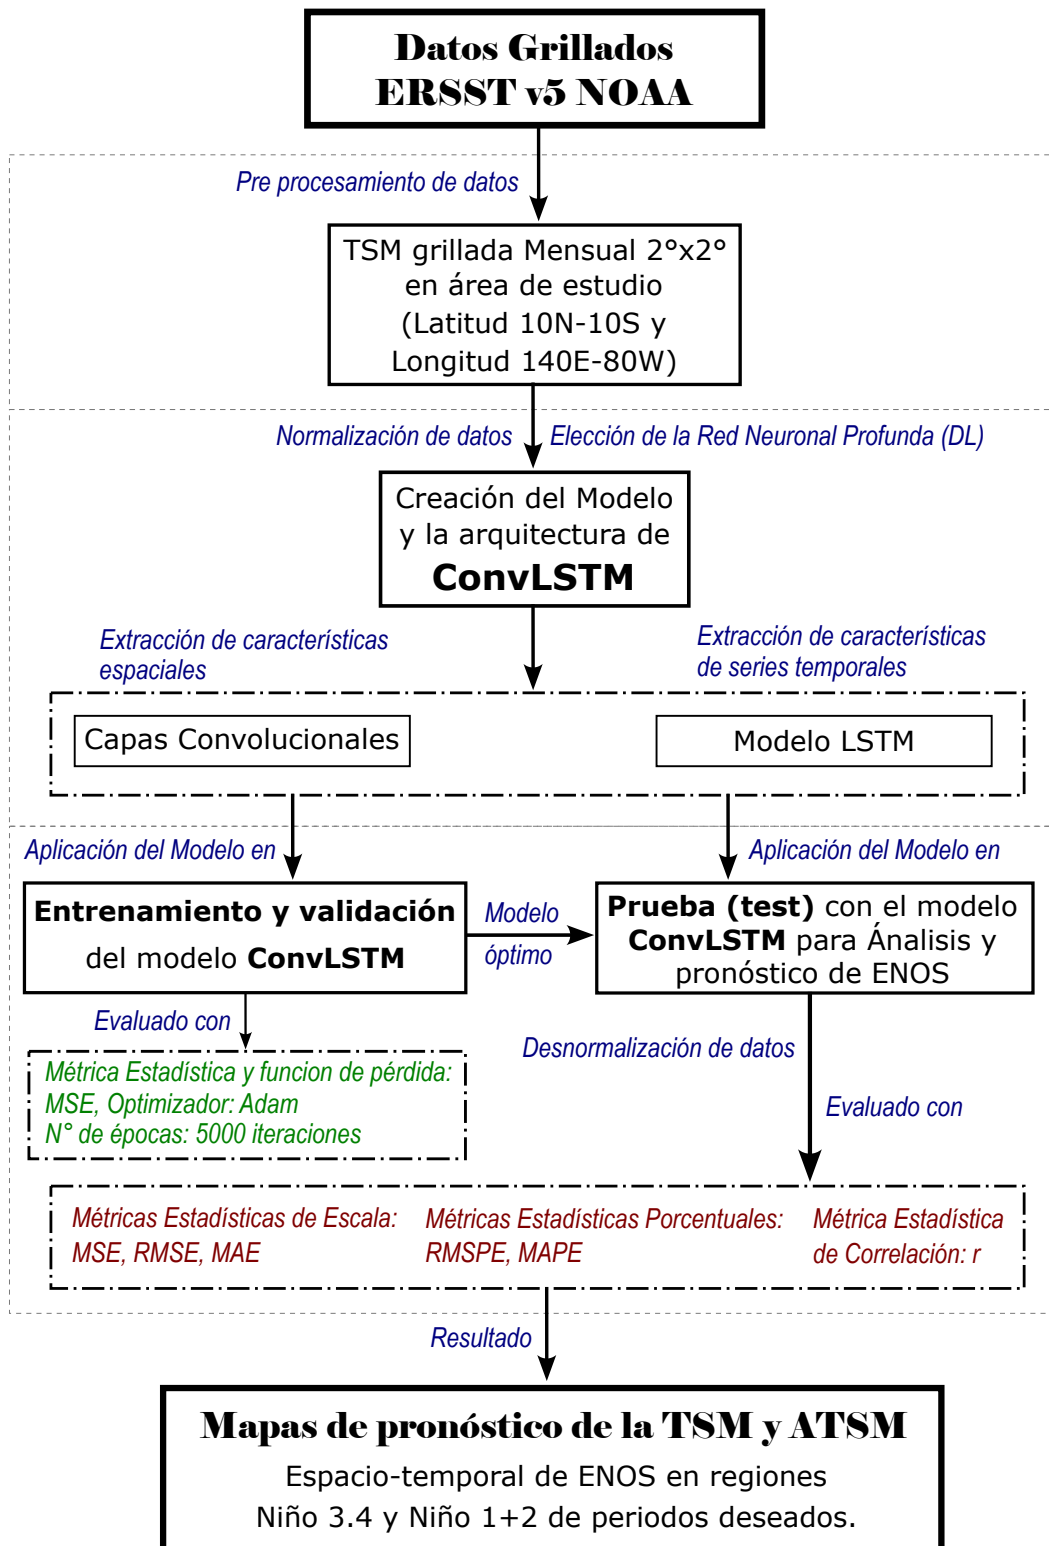 Datos Grillados
ERSST v5 NOAA
Pre procesamiento de datos
TSM grillada Mensual 2°x2°
en área de estudio
(Latitud 10N-10S y
Longitud 140E-80W)
Normalización de datos
Elección de la Red Neuronal Profunda (DL)
Creación del Modelo
y la arquitectura de
ConvLSTM
Extracción de características
espaciales
Extracción de características
de series temporales
Capas Convolucionales
Modelo LSTM
Aplicación del Modelo en
Aplicación del Modelo en
Entrenamiento y validación
del modelo ConvLSTM
Modelo
óptimo
Prueba (test) con el modelo
ConvLSTM para Ánalisis y
pronóstico de ENOS
Evaluado con
Métrica Estadística y funcion de pérdida:
MSE, Optimizador: Adam
N° de épocas: 5000 iteraciones
Desnormalización de datos
Evaluado con
Métricas Estadísticas de Escala:
MSE, RMSE, MAE
Métricas Estadísticas Porcentuales:
RMSPE, MAPE
Métrica Estadística
de Correlación: r
Resultado
Mapas de pronóstico de la TSM y ATSM
Espacio-temporal de ENOS en regiones
Niño 3.4 y Niño 1+2 de periodos deseados.